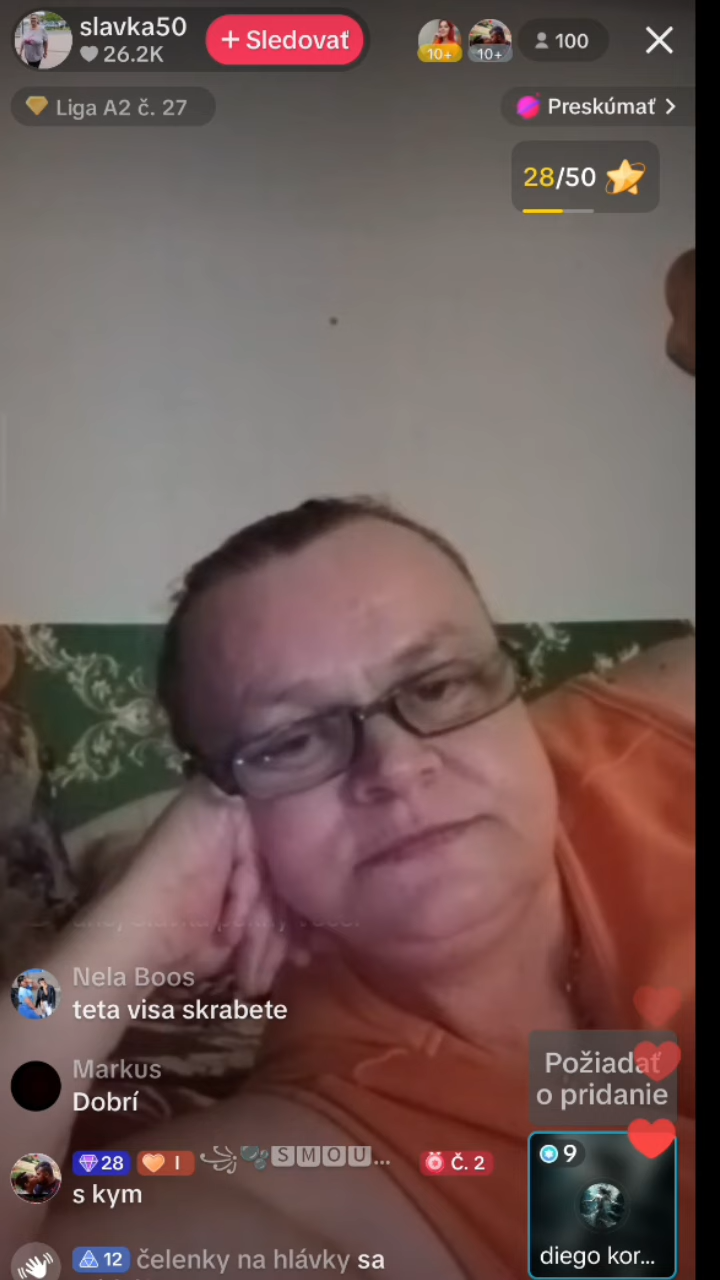 slavka50
26.2K
+ Sledovať
10+
10+
100
Liga A2 č. 27
Preskúmať
28/50
Nela Boos
teta visa skrabete
Markus
Dobrí
28
I
SMOU...
Č. 2
s kym
12
čelenky na hlávky sa
Požiadať
o pridanie
9
diego kor...